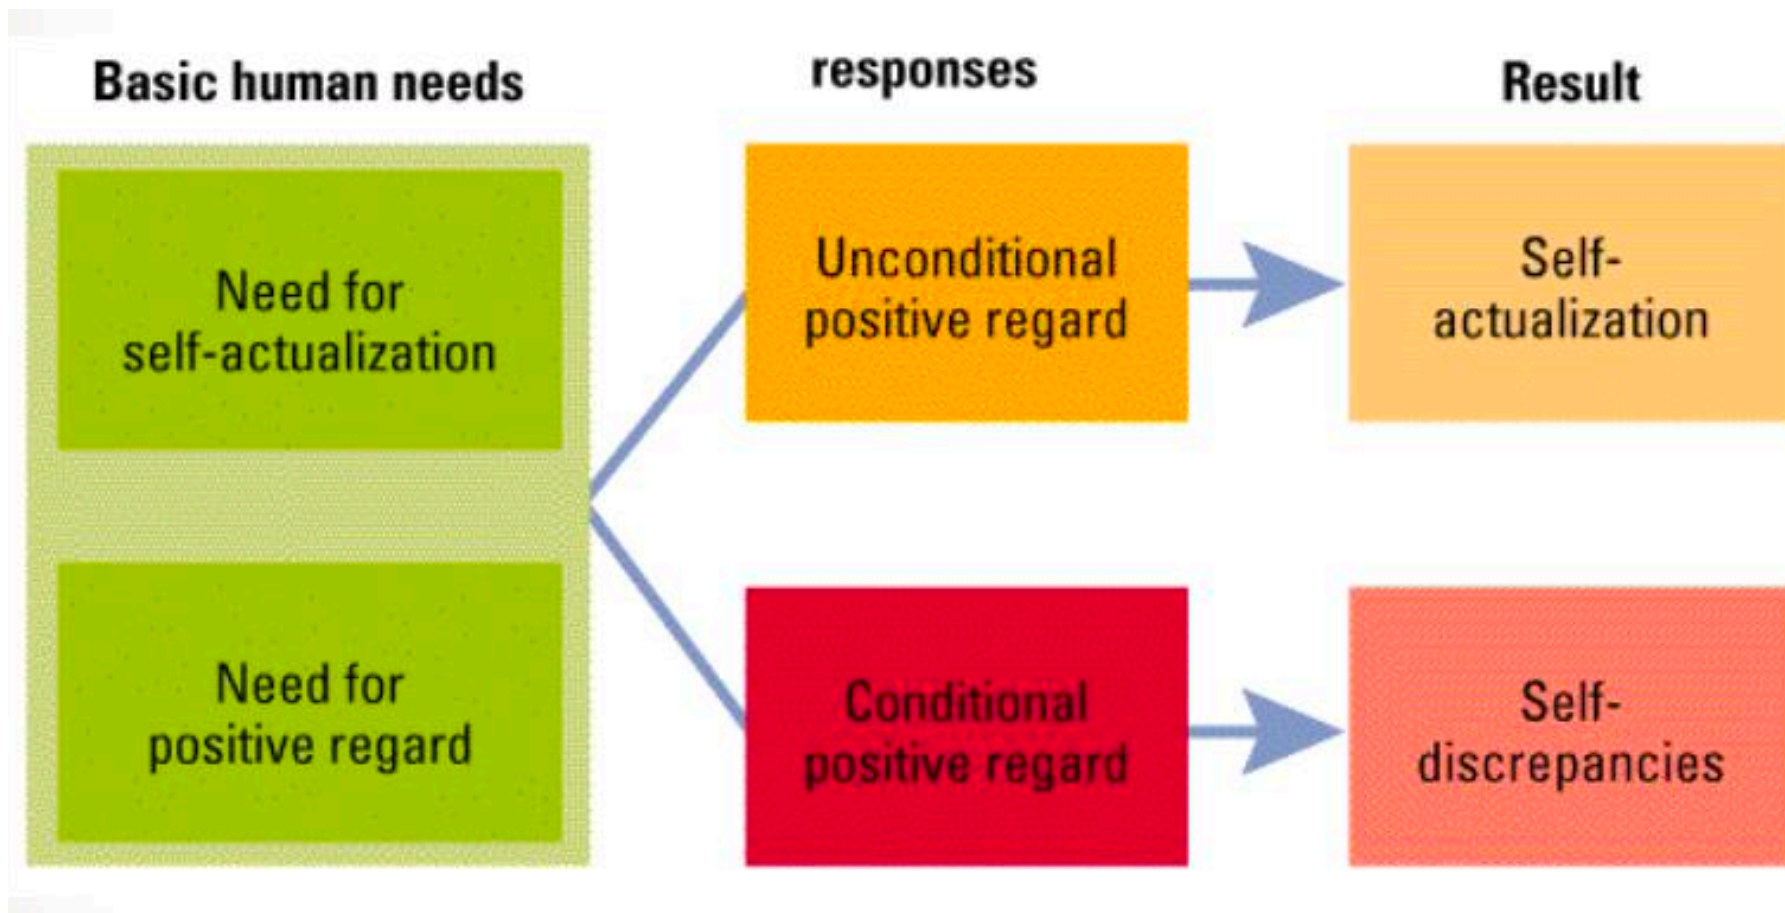 Basic human needs
responses
Result
Need for
self-actualization
Unconditional
positive regard
Self-
actualization
Need for
positive regard
Conditional
positive regard
Self-
discrepancies